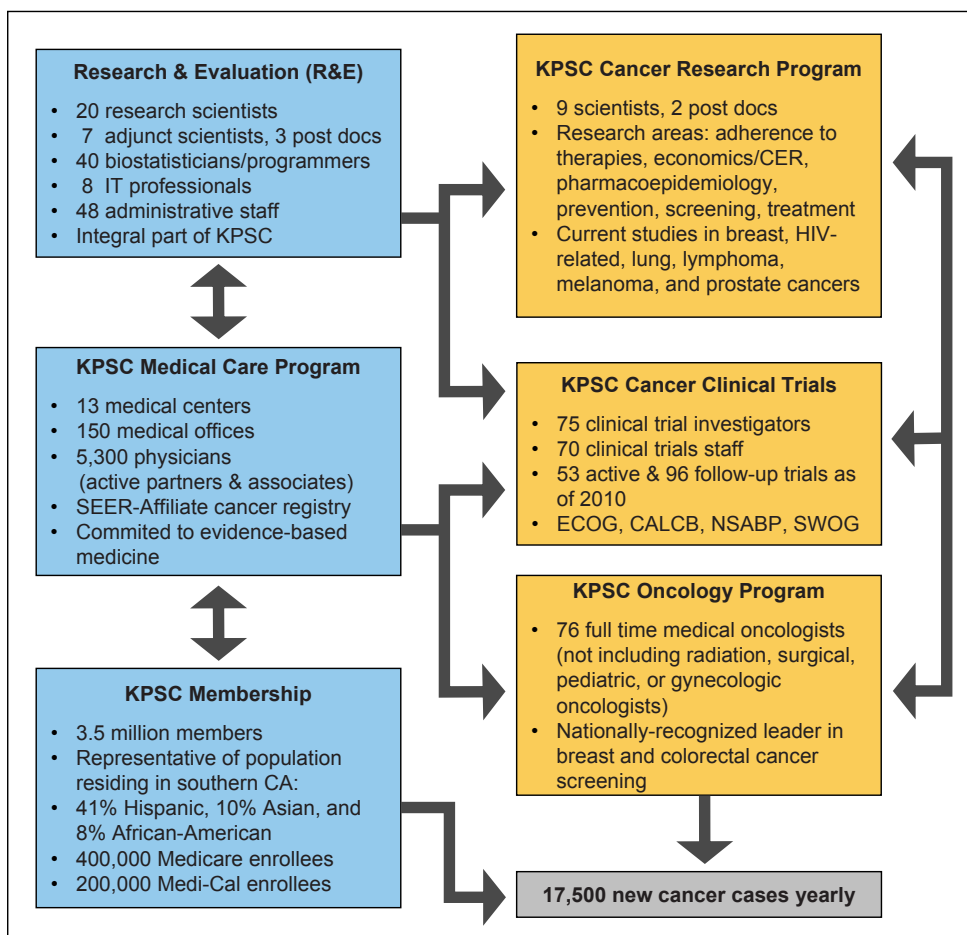 Research & Evaluation (R&E)
• 20 research scientists
• 7 adjunct scientists, 3 post docs
• 40 biostatisticians/programmers
• 8 IT professionals
• 48 administrative staff
• Integral part of KPSC
KPSC Medical Care Program
• 13 medical centers
• 150 medical offices
• 5,300 physicians
(active partners & associates)
• SEER-Affiliate cancer registry
• Commited to evidence-based
medicine
KPSC Membership
• 3.5 million members
• Representative of population
residing in southern CA:
• 41% Hispanic, 10% Asian, and
8% African-American
• 400,000 Medicare enrollees
• 200,000 Medi-Cal enrollees
KPSC Cancer Research Program
• 9 scientists, 2 post docs
• Research areas: adherence to
therapies, economics/CER,
pharmacoepidemiology,
prevention, screening, treatment
• Current studies in breast, HIV-
related, lung, lymphoma,
melanoma, and prostate cancers
KPSC Cancer Clinical Trials
• 75 clinical trial investigators
• 70 clinical trials staff
• 53 active & 96 follow-up trials as
of 2010
• ECOG, CALCB, NSABP, SWOG
KPSC Oncology Program
• 76 full time medical oncologists
(not including radiation, surgical,
pediatric, or gynecologic
oncologists)
• Nationally-recognized leader in
breast and colorectal cancer
screening
17,500 new cancer cases yearly